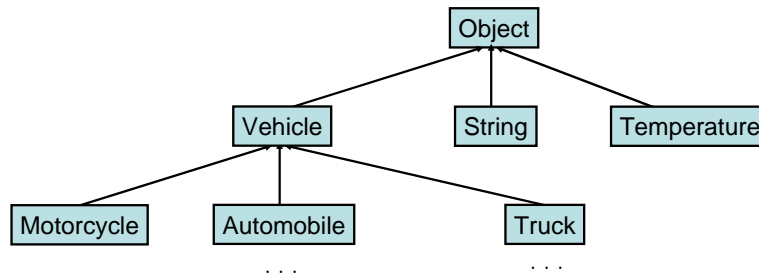 Object
Vehicle
String
Temperature
Motorcycle
Automobile
Truck
. . .
. . .